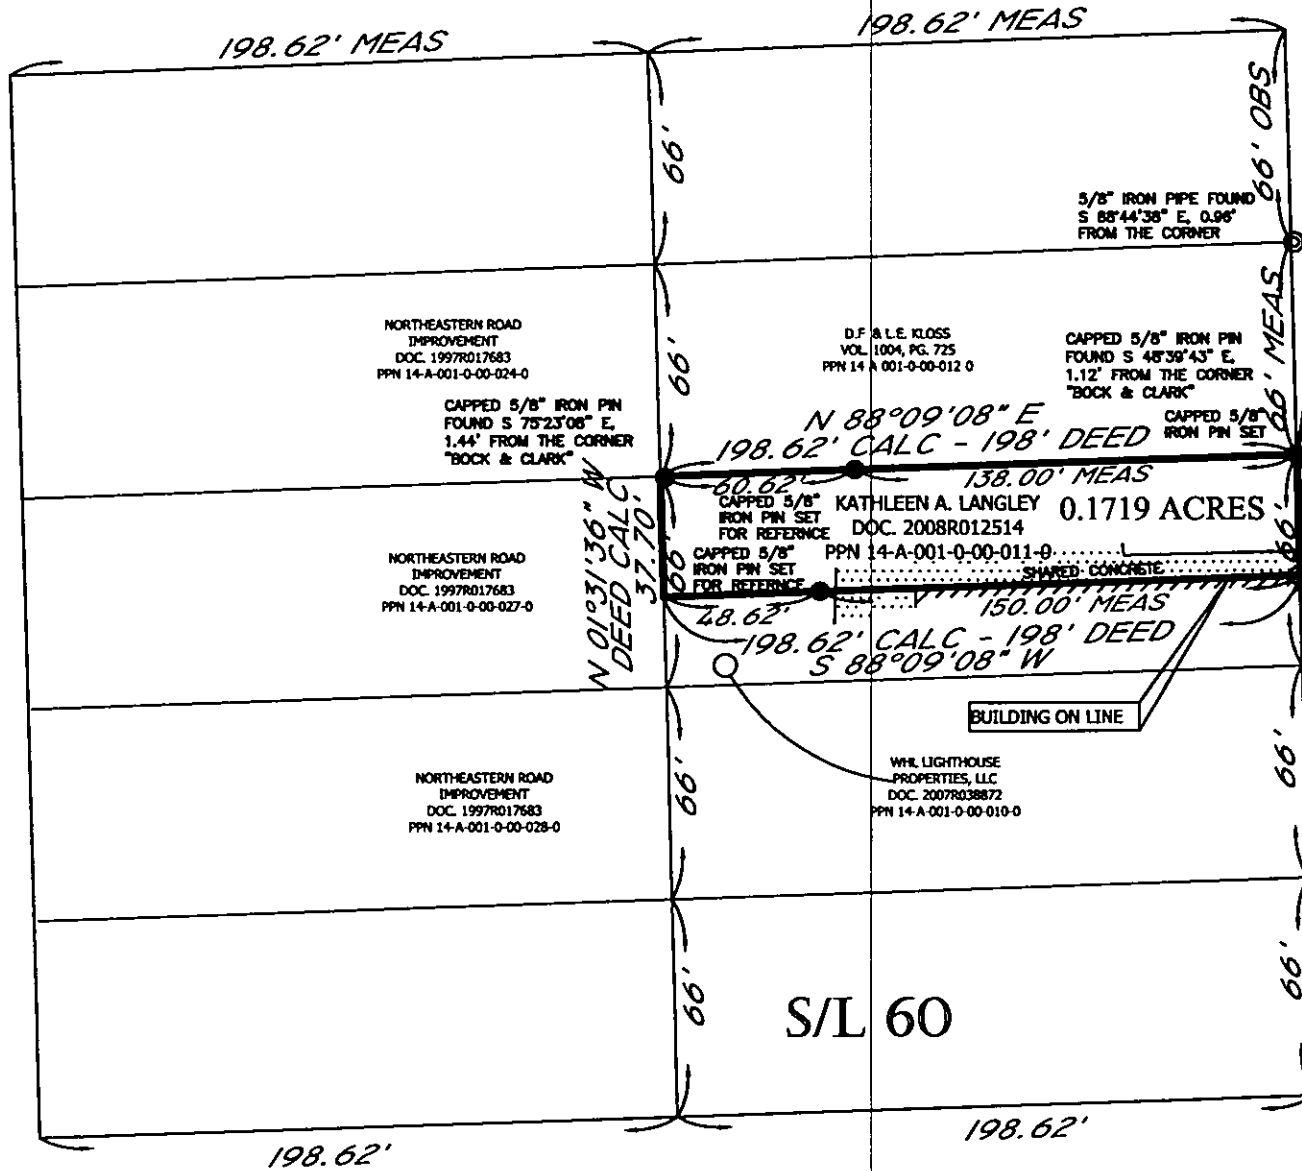 198.62' MEAS
198.62' MEAS
66'
66' OBS
5/8" IRON PIPE FOUND
S 88°44'38" E, 0.96'
FROM THE CORNER
NORTHEASTERN ROAD
IMPROVEMENT
DOC. 1997R017683
PPN 14-A-001-0-00-024-0
66'
D.F & L.E. KLOSS
VOL. 1004, PG. 725
PPN 14 A 001-0-00-012 0
CAPPED 5/8" IRON PIN
FOUND S 48°39'43" E,
1.12' FROM THE CORNER
"BOCK & CLARK"
66' MEAS
CAPPED 5/8" IRON PIN
FOUND S 75°23'08" E,
1.44' FROM THE CORNER
"BOCK & CLARK"
N 88°09'08" E
198.62' CALC - 198' DEED
CAPPED 5/8"
IRON PIN SET
60.62'
138.00' MEAS
N 01°31'36" W
DEED CALC
37.70'
66'
CAPPED 5/8"
IRON PIN SET
FOR REFERNCE
KATHLEEN A. LANGLEY
DOC. 2008R012514
PPN 14-A-001-0-00-011-0
0.1719 ACRES
66'
NORTHEASTERN ROAD
IMPROVEMENT
DOC. 1997R017683
PPN 14-A-001-0-00-027-0
CAPPED 5/8"
IRON PIN SET
FOR REFERNCE
SHARED CONCRETE
48.62'
150.00' MEAS
198.62' CALC - 198' DEED
S 88°09'08" W
BUILDING ON LINE
NORTHEASTERN ROAD
IMPROVEMENT
DOC. 1997R017683
PPN 14-A-001-0-00-028-0
66'
WHL LIGHTHOUSE
PROPERTIES, LLC
DOC. 2007R038872
PPN 14-A-001-0-00-010-0
66'
66'
S/L 60
66'
198.62'
198.62'